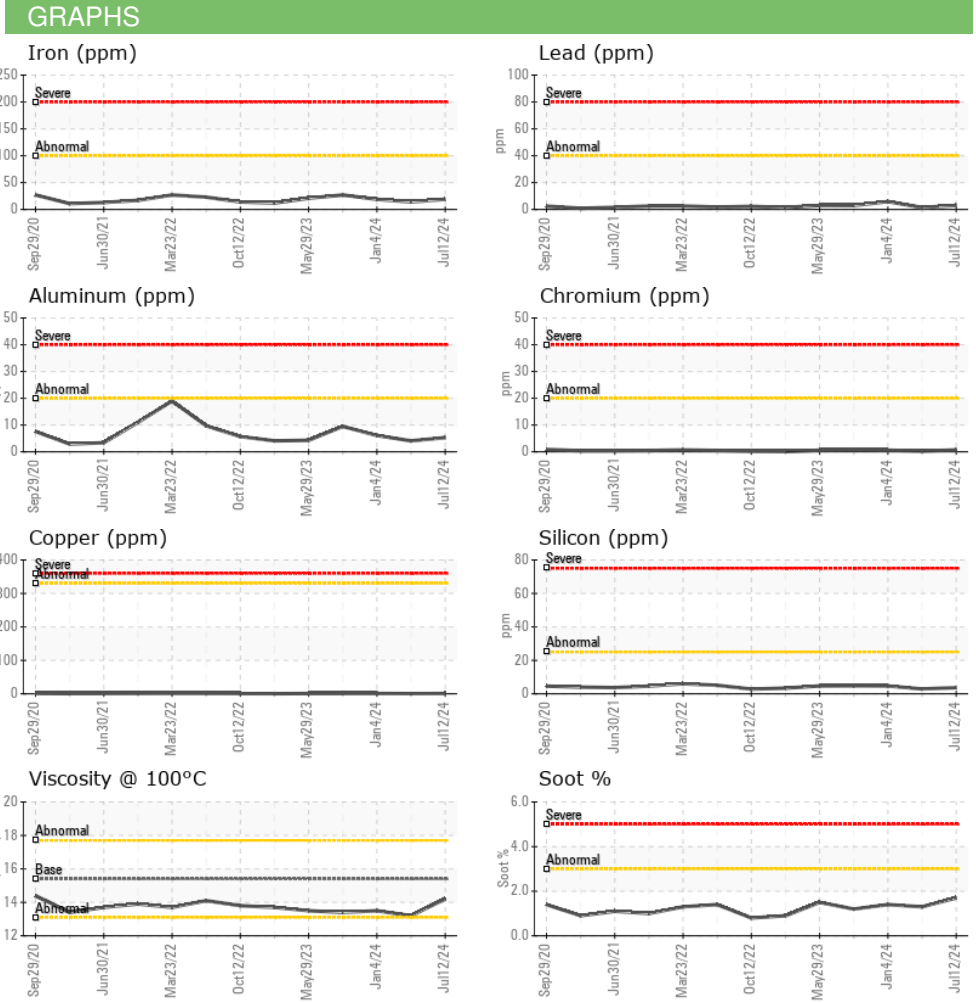 GRAPHS
Iron (ppm)
250
200
150
100
50
0
Severe
Abnormal
Sep29/20
Jun30/21
Mar23/22
Oct12/22
May29/23
Jan4/24
Jul12/24
Lead (ppm)
ppm
100
80
60
40
20
0
Severe
Abnormal
Sep29/20
Jun30/21
Mar23/22
Oct12/22
May29/23
Jan4/24
Jul12/24
Aluminum (ppm)
50
40
30
20
10
0
Severe
Abnormal
Sep29/20
Jun30/21
Mar23/22
Oct12/22
May29/23
Jan4/24
Jul12/24
Chromium (ppm)
ppm
50
40
30
20
10
0
Severe
Abnormal
Sep29/20
Jun30/21
Mar23/22
Oct12/22
May29/23
Jan4/24
Jul12/24
Copper (ppm)
400
300
200
100
0
Severe
Abnormal
Sep29/20
Jun30/21
Mar23/22
Oct12/22
May29/23
Jan4/24
Jul12/24
Silicon (ppm)
ppm
80
60
40
20
0
Severe
Abnormal
Sep29/20
Jun30/21
Mar23/22
Oct12/22
May29/23
Jan4/24
Jul12/24
Viscosity @ 100°C
20
18
16
14
12
Abnormal
Base
Abnormal
Sep29/20
Jun30/21
Mar23/22
Oct12/22
May29/23
Jan4/24
Jul12/24
Soot %
Soot %
6.0
4.0
2.0
0.0
Severe
Abnormal
Sep29/20
Jun30/21
Mar23/22
Oct12/22
May29/23
Jan4/24
Jul12/24